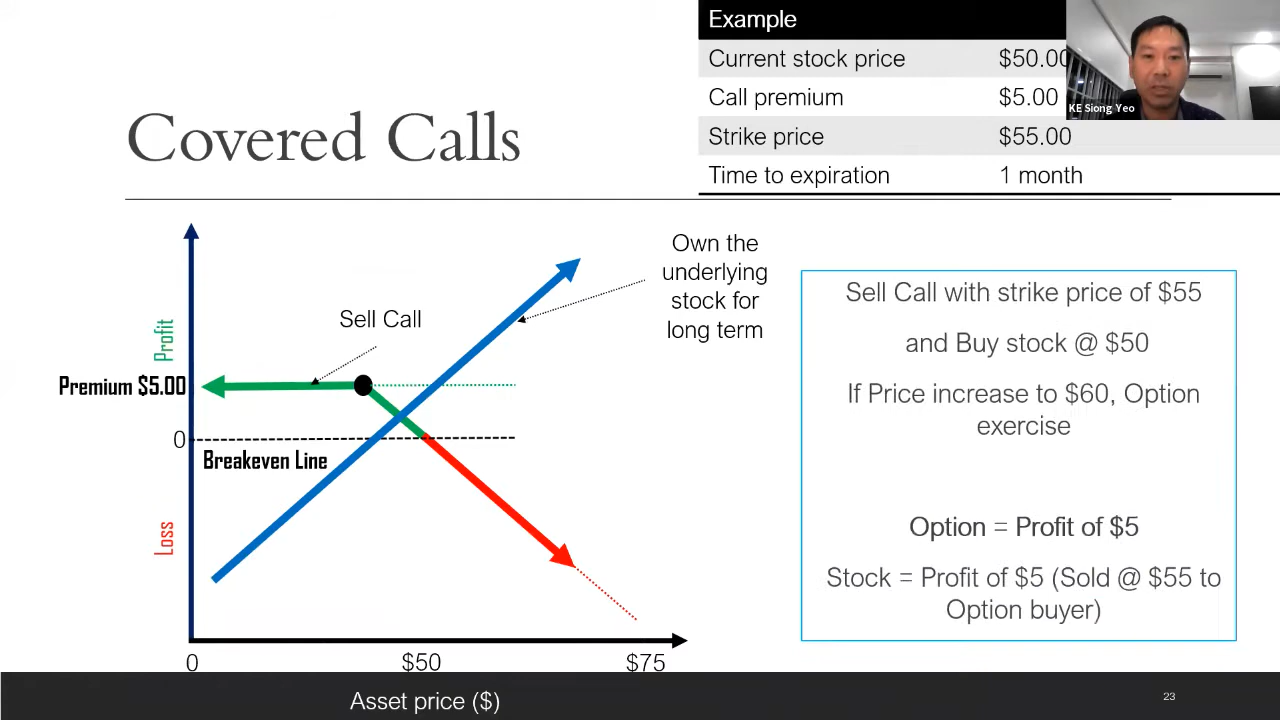 Example
Current stock price $50.00
Call premium $5.00
KE Siong Yeo
Strike price $55.00
Time to expiration 1 month
Covered Calls
Own the
underlying
stock for
long term
Sell Call
Profit
Premium $5.00
0
Breakeven Line
Loss
0 $50 $75
Asset price ($)
Sell Call with strike price of $55
and Buy stock @ $50
If Price increase to $60, Option
exercise
Option = Profit of $5
Stock = Profit of $5 (Sold @ $55 to
Option buyer)
23